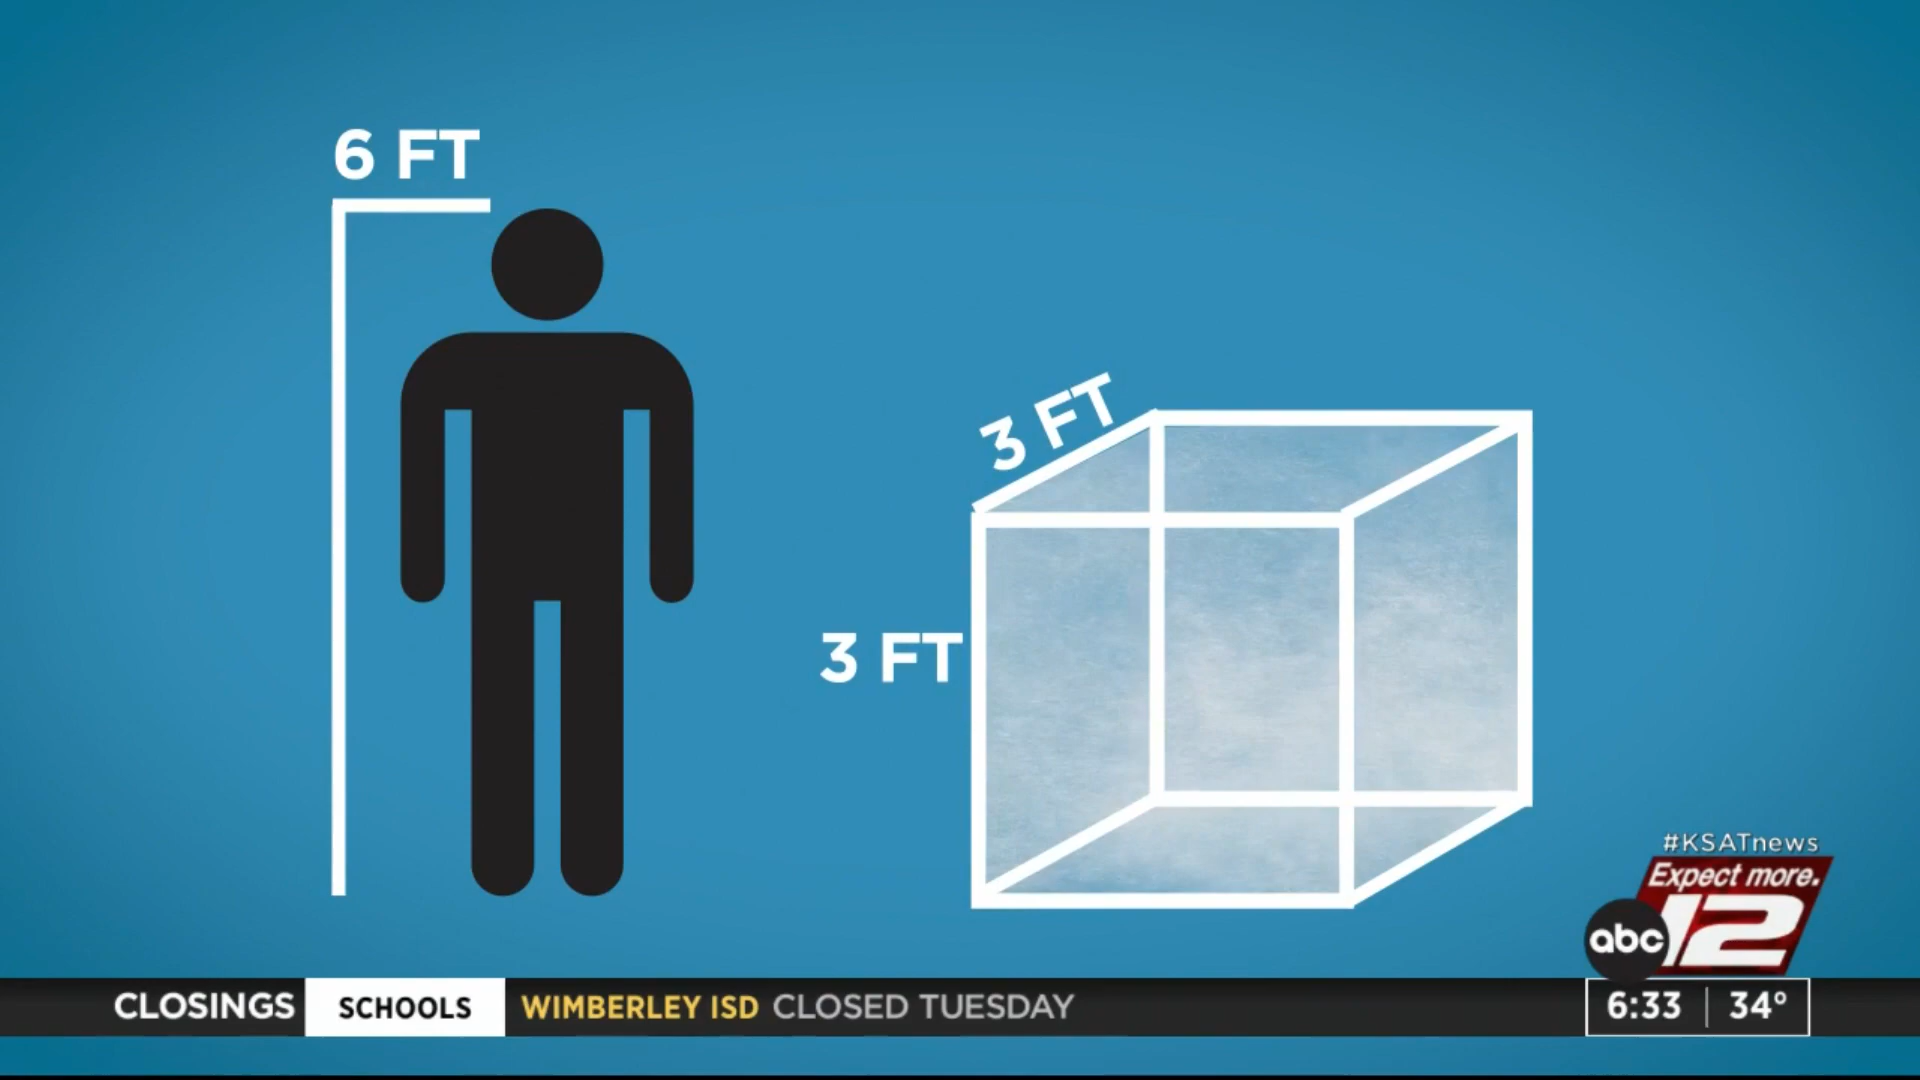 6 FT
3 FT
3 FT
#KSATnews
Expect more.
abc 12
CLOSINGS SCHOOLS WIMBERLEY ISD CLOSED TUESDAY 6:33 34°